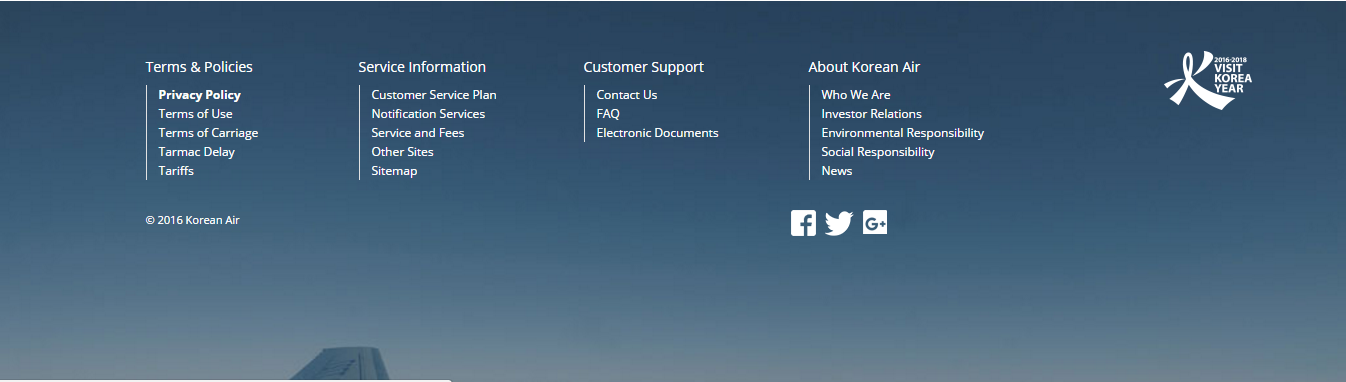 Terms & Policies
Privacy Policy
Terms of Use
Terms of Carriage
Tarmac Delay
Tariffs
Service Information
Customer Service Plan
Notification Services
Service and Fees
Other Sites
Sitemap
Customer Support
Contact Us
FAQ
Electronic Documents
About Korean Air
Who We Are
Investor Relations
Environmental Responsibility
Social Responsibility
News
2016-2018
VISIT
KOREA
YEAR
© 2016 Korean Air
G+